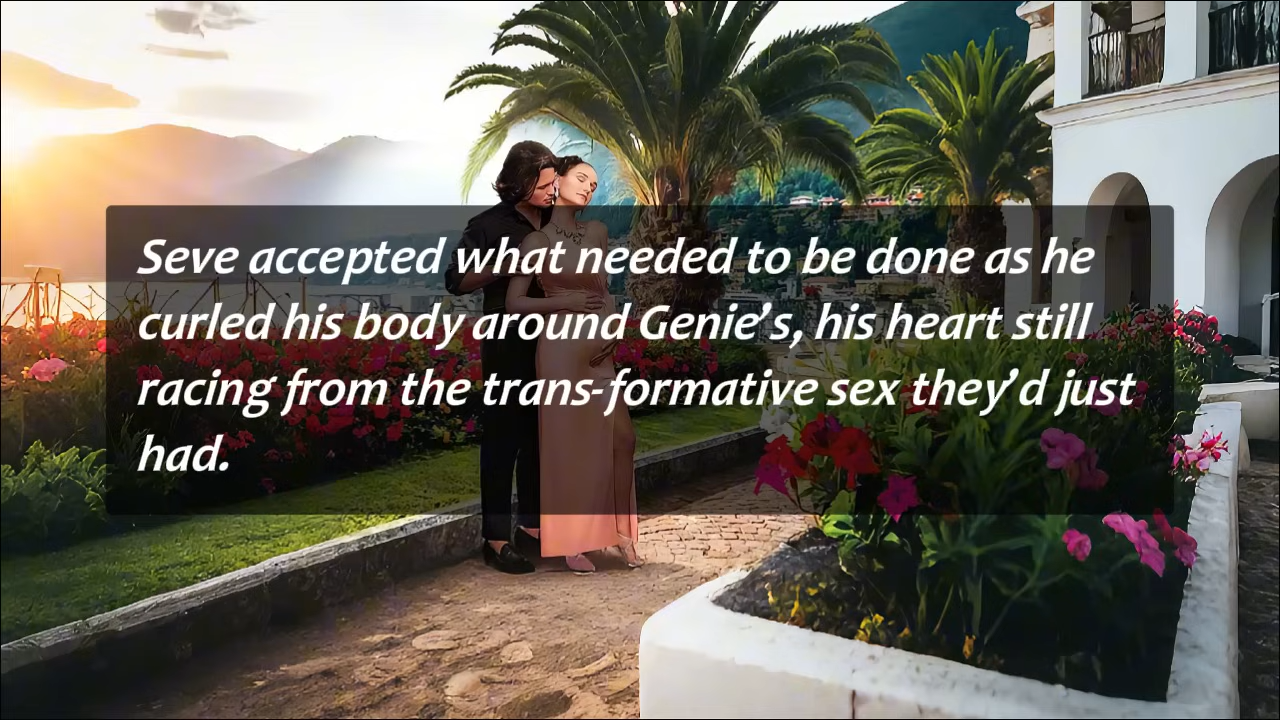 Seve accepted what needed to be done as he
curled his body around Genie’s, his heart still
racing from the trans-formative sex they’d just
had.